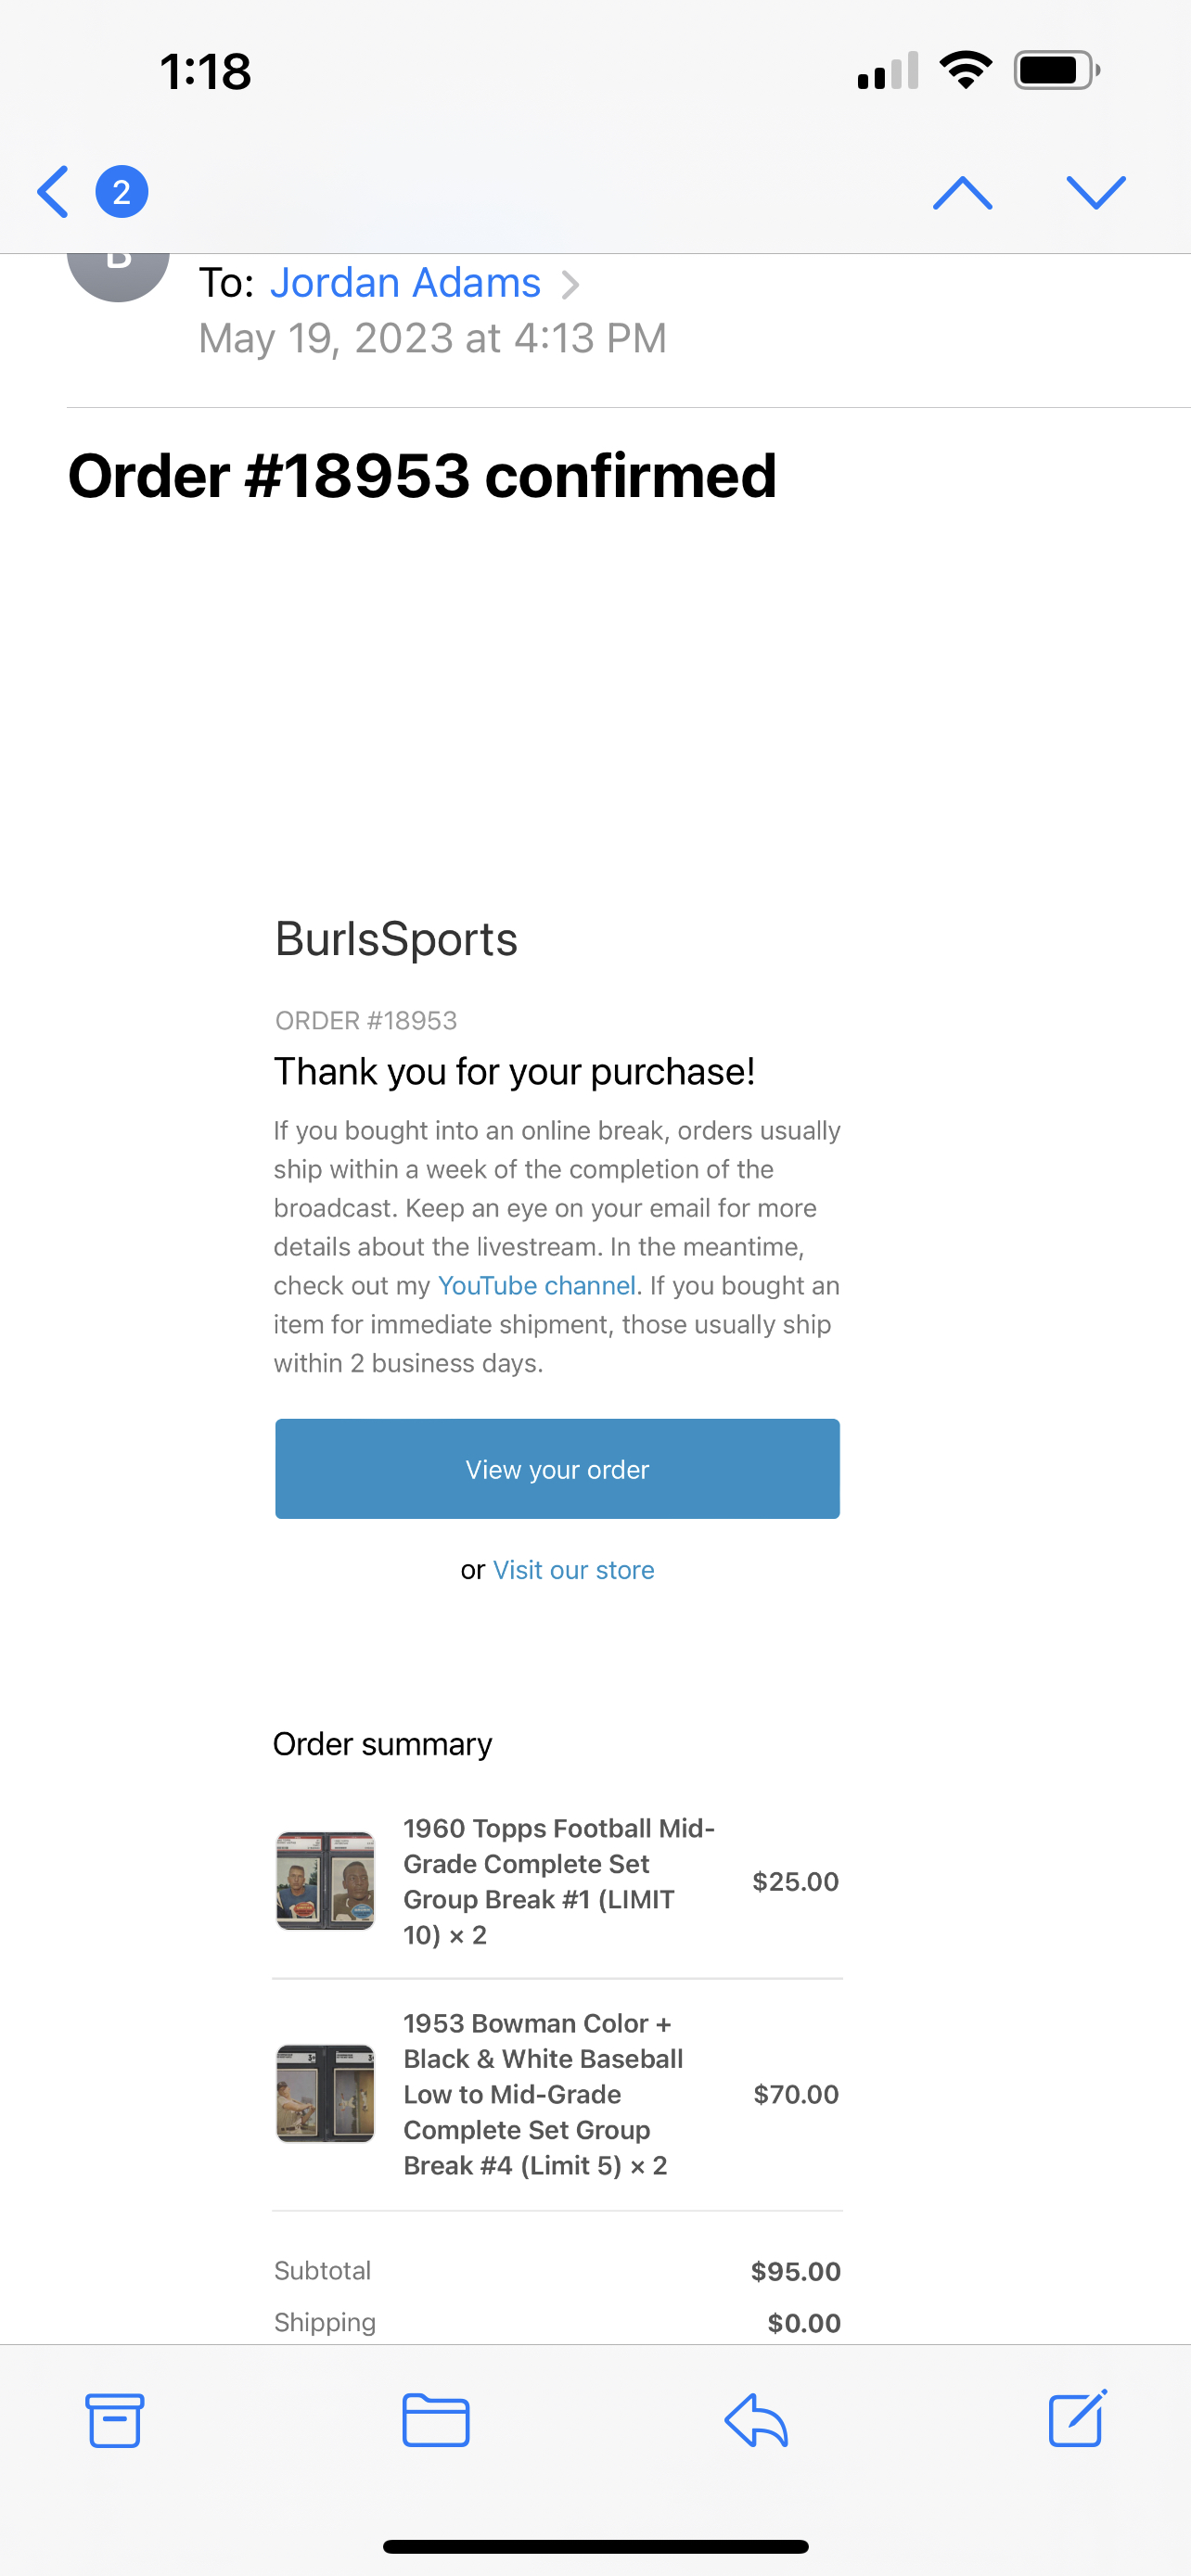 1:18
2
B
To: Jordan Adams
May 19, 2023 at 4:13 PM
Order #18953 confirmed
BurlsSports
ORDER #18953
Thank you for your purchase!
If you bought into an online break, orders usually
ship within a week of the completion of the
broadcast. Keep an eye on your email for more
details about the livestream. In the meantime,
check out my YouTube channel. If you bought an
item for immediate shipment, those usually ship
within 2 business days.
View your order
or Visit our store
Order summary
1960 Topps Football Mid-
Grade Complete Set
Group Break #1 (LIMIT
10) × 2
$25.00
1953 Bowman Color +
Black & White Baseball
Low to Mid-Grade
Complete Set Group
Break #4 (Limit 5) × 2
$70.00
Subtotal $95.00
Shipping $0.00